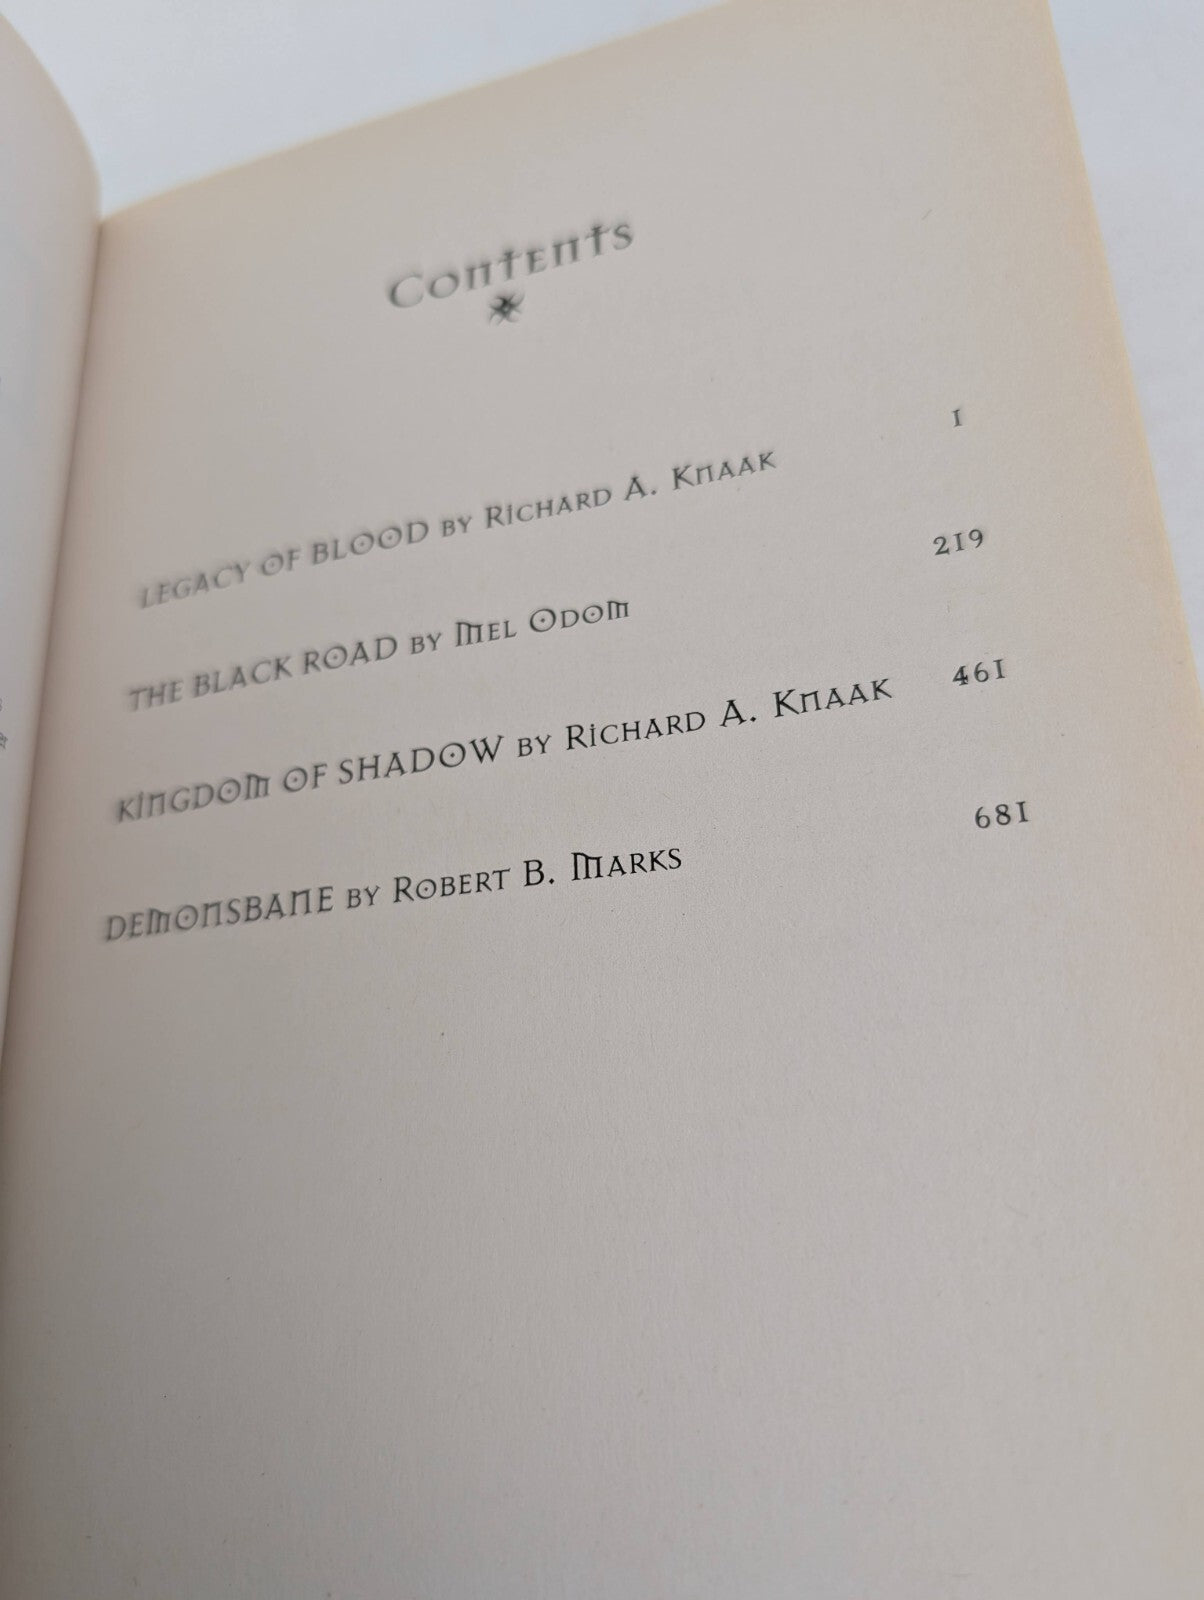 Contents
LEGACY OF BLOOD BY RICHARD A. KNAAK 1
THE BLACK ROAD BY MEL ODOM 219
KINGDOM OF SHADOW BY RICHARD A. KNAAK 461
DEMONSBANE BY ROBERT B. MARKS 681